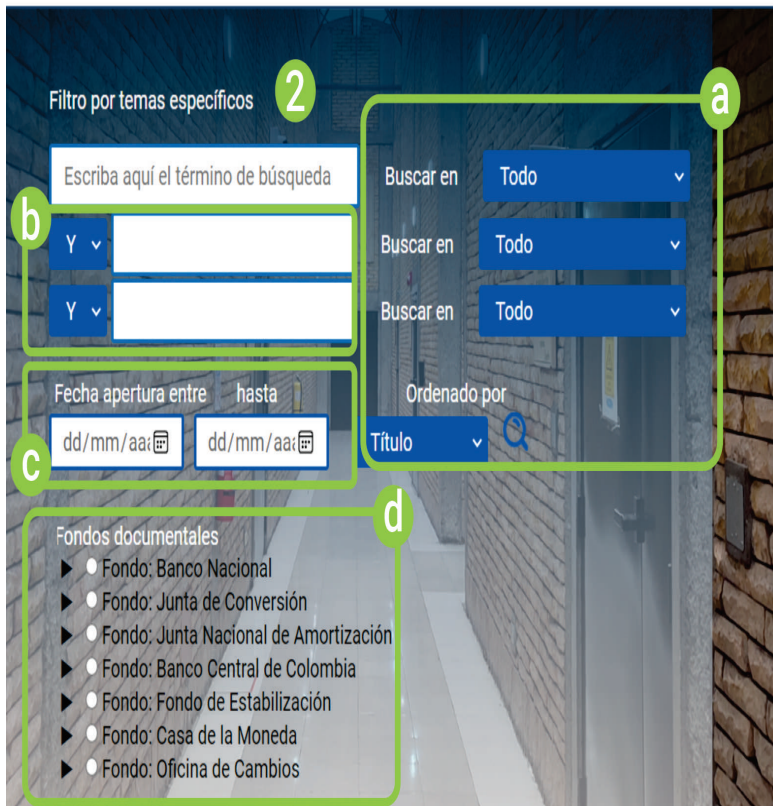 Filtro por temas específicos 2
a
Escriba aquí el término de búsqueda Buscar en Todo
b
Y Buscar en Todo
Y Buscar en Todo
Fecha apertura entre hasta Ordenado por
dd/mm/aaa dd/mm/aaa Título
c
d
Fondos documentales
Fondo: Banco Nacional
Fondo: Junta de Conversión
Fondo: Junta Nacional de Amortización
Fondo: Banco Central de Colombia
Fondo: Fondo de Estabilización
Fondo: Casa de la Moneda
Fondo: Oficina de Cambios